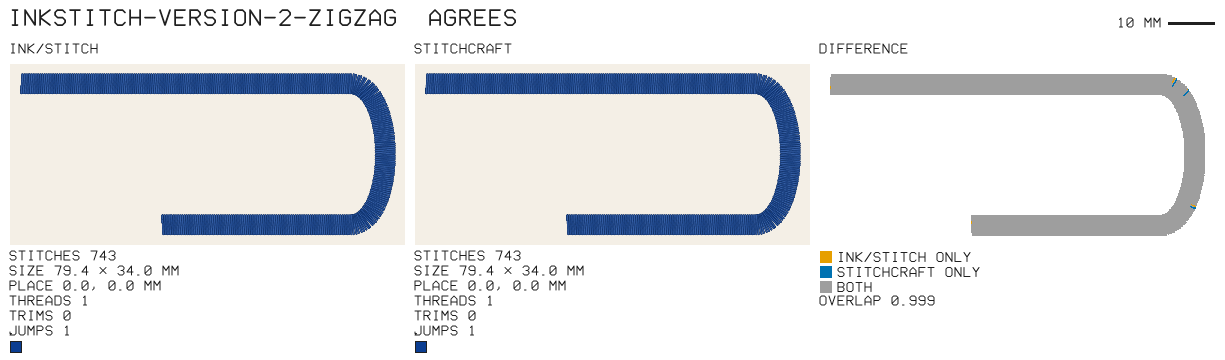 INKSTITCH-VERSION-2-ZIGZAG AGREES
10 MM
INK/STITCH
STITCHES 743
SIZE 79.4 × 34.0 MM
PLACE 0.0, 0.0 MM
THREADS 1
TRIMS 0
JUMPS 1
STITCHCRAFT
STITCHES 743
SIZE 79.4 × 34.0 MM
PLACE 0.0, 0.0 MM
THREADS 1
TRIMS 0
JUMPS 1
DIFFERENCE
INK/STITCH ONLY
STITCHCRAFT ONLY
BOTH
OVERLAP 0.999